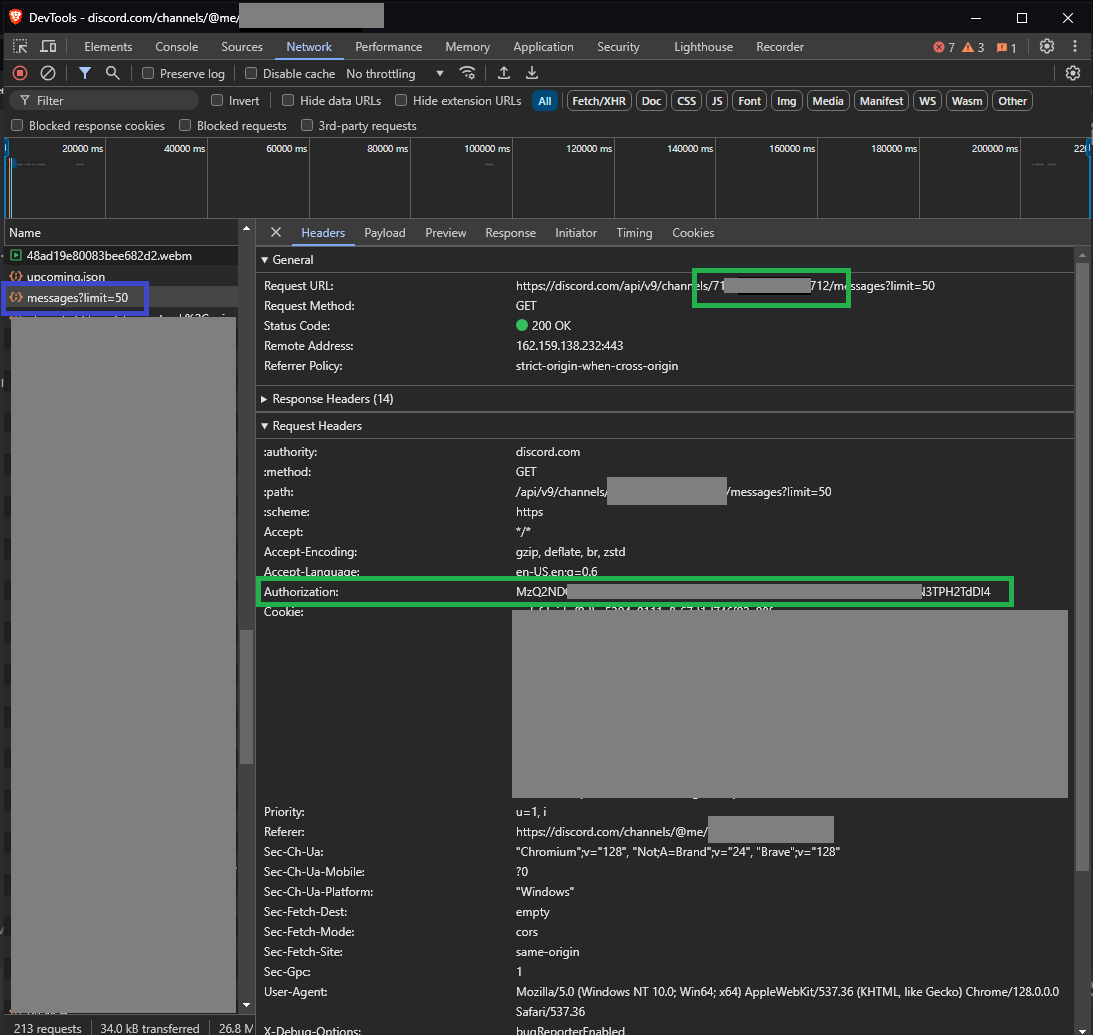 DevTools - discord.com/channels/@me/
Elements Console Sources Network Performance Memory Application Security Lighthouse Recorder 7 3 1
Preserve log Disable cache No throttling
Filter Invert Hide data URLs Hide extension URLs All Fetch/XHR Doc CSS JS Font Img Media Manifest WS Wasm Other
Blocked response cookies Blocked requests 3rd-party requests
20000 ms 40000 ms 60000 ms 80000 ms 100000 ms 120000 ms 140000 ms 160000 ms 180000 ms 200000 ms 220
Name
48ad19e80083bee682d2.webm
upcoming.json
messages?limit=50
213 requests 34.0 kB transferred 26.8 M
Headers Payload Preview Response Initiator Timing Cookies
General
Request URL: https://discord.com/api/v9/channels/71 712/messages?limit=50
Request Method: GET
Status Code: 200 OK
Remote Address: 162.159.138.232:443
Referrer Policy: strict-origin-when-cross-origin
Response Headers (14)
Request Headers
:authority: discord.com
:method: GET
:path: /api/v9/channels/ /messages?limit=50
:scheme: https
Accept: */*
Accept-Encoding: gzip, deflate, br, zstd
Accept-Language: en-US,en;q=0.6
Authorization: MzQ2ND N3TPH2TdDI4
Cookie:
Priority: u=1, i
Referer: https://discord.com/channels/@me/
Sec-Ch-Ua: "Chromium";v="128", "Not;A=Brand";v="24", "Brave";v="128"
Sec-Ch-Ua-Mobile: ?0
Sec-Ch-Ua-Platform: "Windows"
Sec-Fetch-Dest: empty
Sec-Fetch-Mode: cors
Sec-Fetch-Site: same-origin
Sec-Gpc: 1
User-Agent: Mozilla/5.0 (Windows NT 10.0; Win64; x64) AppleWebKit/537.36 (KHTML, like Gecko) Chrome/128.0.0.0
Safari/537.36
X-Debug-Options: bugReporterEnabled